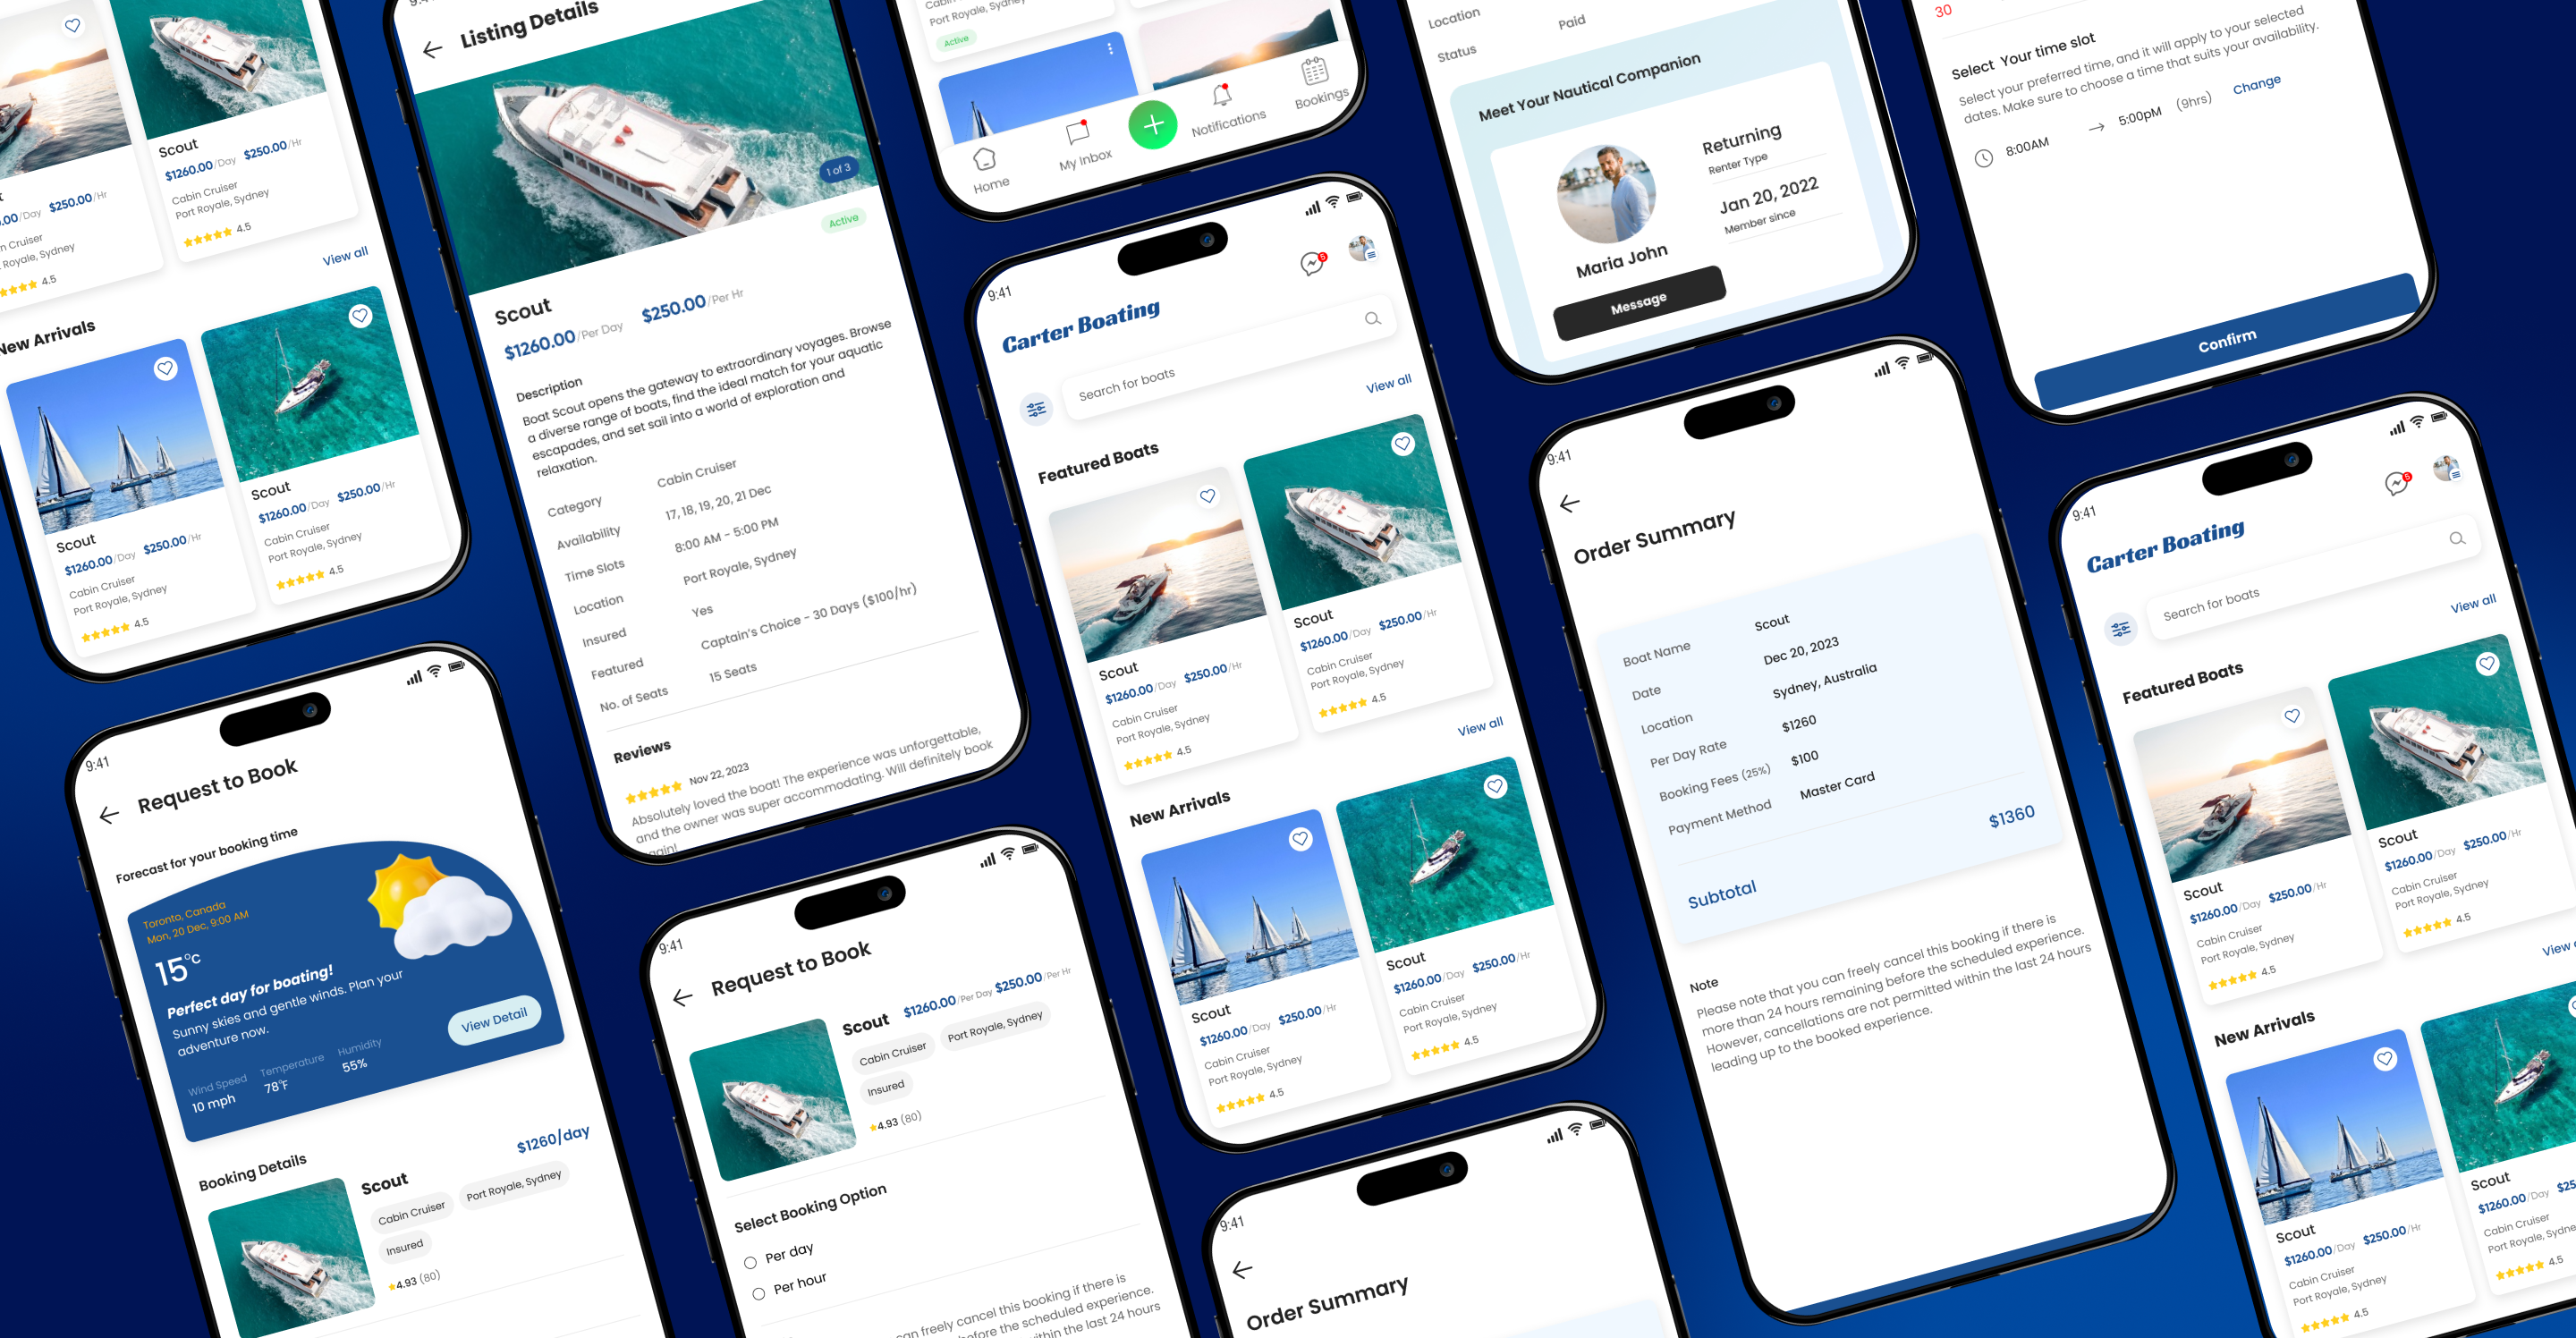 Scout
$1260.00/Day $250.00/Hr
Cabin Cruiser
Port Royale, Sydney
4.5
/Day $250.00/Hr
Cruiser
Royale, Sydney
4.5
View all
New Arrivals
Scout
$1260.00/Day $250.00/Hr
Cabin Cruiser
Port Royale, Sydney
4.5
Scout
$1260.00/Day $250.00/Hr
Cabin Cruiser
Port Royale, Sydney
4.5
9:41
Request to Book
Forecast for your booking time
Toronto, Canada
Mon, 20 Dec, 9:00 AM
15°C
Perfect day for boating!
Sunny skies and gentle winds. Plan your
adventure now.
Wind Speed Temperature Humidity
10 mph 78°F 55%
View Detail
Booking Details
Scout $1260/day
Cabin Cruiser Port Royale, Sydney
Insured
4.93 (80)
9:41
Listing Details
1 of 3
Active
Scout
$1260.00/Per Day $250.00/Per Hr
Description
Boat Scout opens the gateway to extraordinary voyages. Browse
a diverse range of boats, find the ideal match for your aquatic
escapades, and set sail into a world of exploration and
relaxation.
Category Cabin Cruiser
Availability 17, 18, 19, 20, 21 Dec
Time Slots 8:00 AM - 5:00 PM
Location Port Royale, Sydney
Insured Yes
Featured Captain's Choice - 30 Days ($100/hr)
No. of Seats 15 Seats
Reviews
Nov 22, 2023
Absolutely loved the boat! The experience was unforgettable,
and the owner was super accommodating. Will definitely book
again!
9:41
Request to Book
Scout $1260.00/Per Day $250.00/Per Hr
Cabin Cruiser Port Royale, Sydney
Insured
4.93 (80)
Select Booking Option
Per day
Per hour
can freely cancel this booking if there is
before the scheduled experience.
within the last 24 hours
Port Royale, Sydney
Active
Home My Inbox Notifications Bookings
9:41
5
Carter Boating
Search for boats
View all
Featured Boats
Scout
$1260.00/Day $250.00/Hr
Cabin Cruiser
Port Royale, Sydney
4.5
Scout
$1260.00/Day $250.00/Hr
Cabin Cruiser
Port Royale, Sydney
4.5
View all
New Arrivals
Scout
$1260.00/Day $250.00/Hr
Cabin Cruiser
Port Royale, Sydney
4.5
Scout
$1260.00/Day $250.00/Hr
Cabin Cruiser
Port Royale, Sydney
4.5
9:41
Order Summary
Location
Status Paid
Meet Your Nautical Companion
Maria John
Returning
Renter Type
Jan 20, 2022
Member since
Message
9:41
Order Summary
Boat Name Scout
Date Dec 20, 2023
Location Sydney, Australia
Per Day Rate $1260
Booking Fees (25%) $100
Payment Method Master Card
Subtotal $1360
Note
Please note that you can freely cancel this booking if there is
more than 24 hours remaining before the scheduled experience.
However, cancellations are not permitted within the last 24 hours
leading up to the booked experience.
30
Select Your time slot
Select your preferred time, and it will apply to your selected
dates. Make sure to choose a time that suits your availability.
8:00AM → 5:00pM (9hrs) Change
Confirm
9:41
5
Carter Boating
Search for boats
View all
Featured Boats
Scout
$1260.00/Day $250.00/Hr
Cabin Cruiser
Port Royale, Sydney
4.5
Scout
$1260.00/Day $250.00/Hr
Cabin Cruiser
Port Royale, Sydney
4.5
View
New Arrivals
Scout
$1260.00/Day $250.00/Hr
Cabin Cruiser
Port Royale, Sydney
4.5
Scout
$1260.00/Day
Cabin Cruiser
Port Royale,
4.5